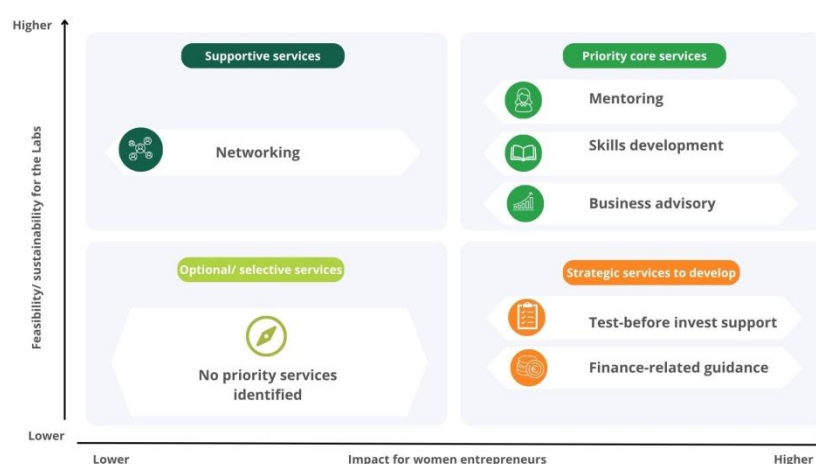 Higher
Supportive services
Networking
Priority core services
Mentoring
Skills development
Business advisory
Feasibility/ sustainability for the Labs
Optional/ selective services
No priority services
identified
Strategic services to develop
Test-before invest support
Finance-related guidance
Lower
Lower
Impact for women entrepreneurs
Higher